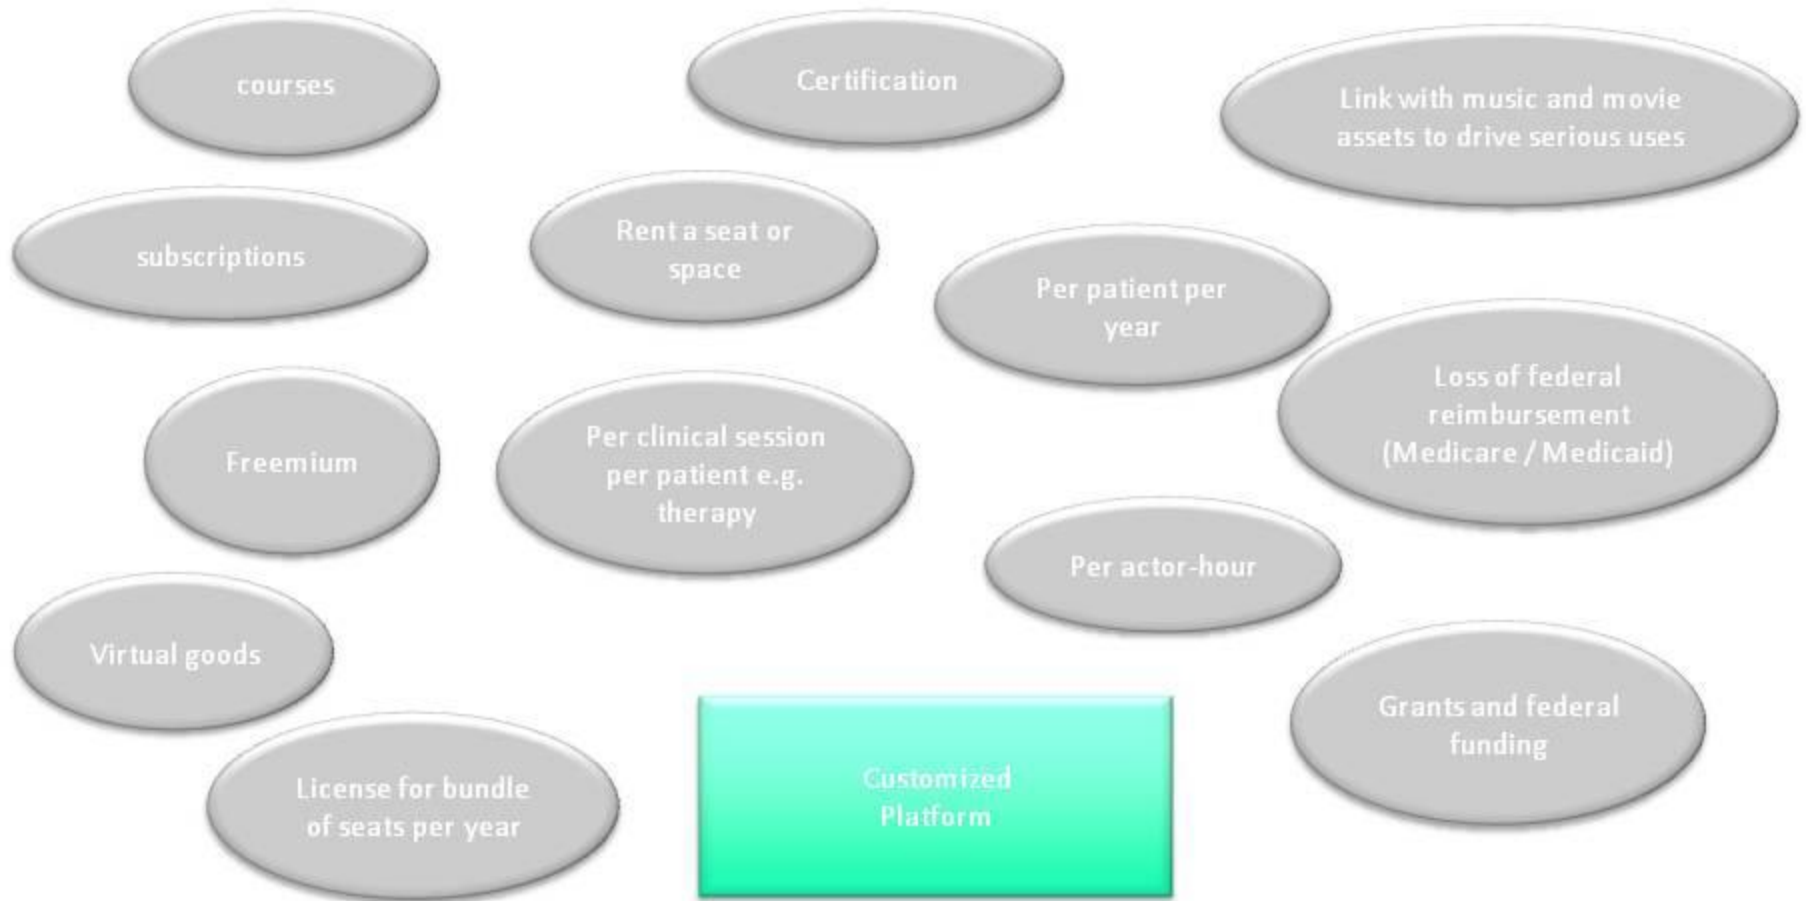 courses
Certification
Link with music and movie
assets to drive serious uses
subscriptions
Rent a seat or
space
Per patient per
year
Loss of federal
reimbursement
(Medicare / Medicaid)
Freemium
Per clinical session
per patient e.g.
therapy
Per actor-hour
Virtual goods
Grants and federal
funding
License for bundle
of seats per year
Customized
Platform